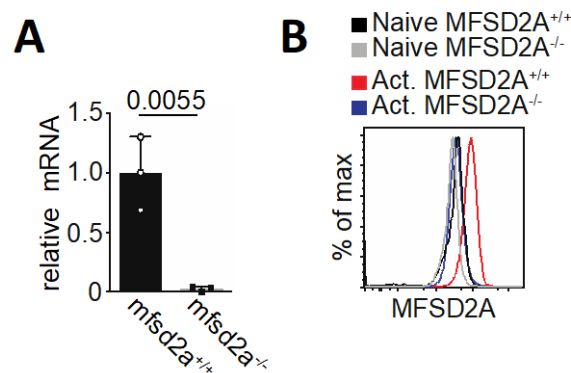 A
0.0055
relative mRNA
1.5
1.0
0.5
0
mfsd2a+/+
mfsd2a-/-
B
Naive MFSD2A+/+
Naive MFSD2A-/-
Act. MFSD2A+/+
Act. MFSD2A-/-
% of max
MFSD2A